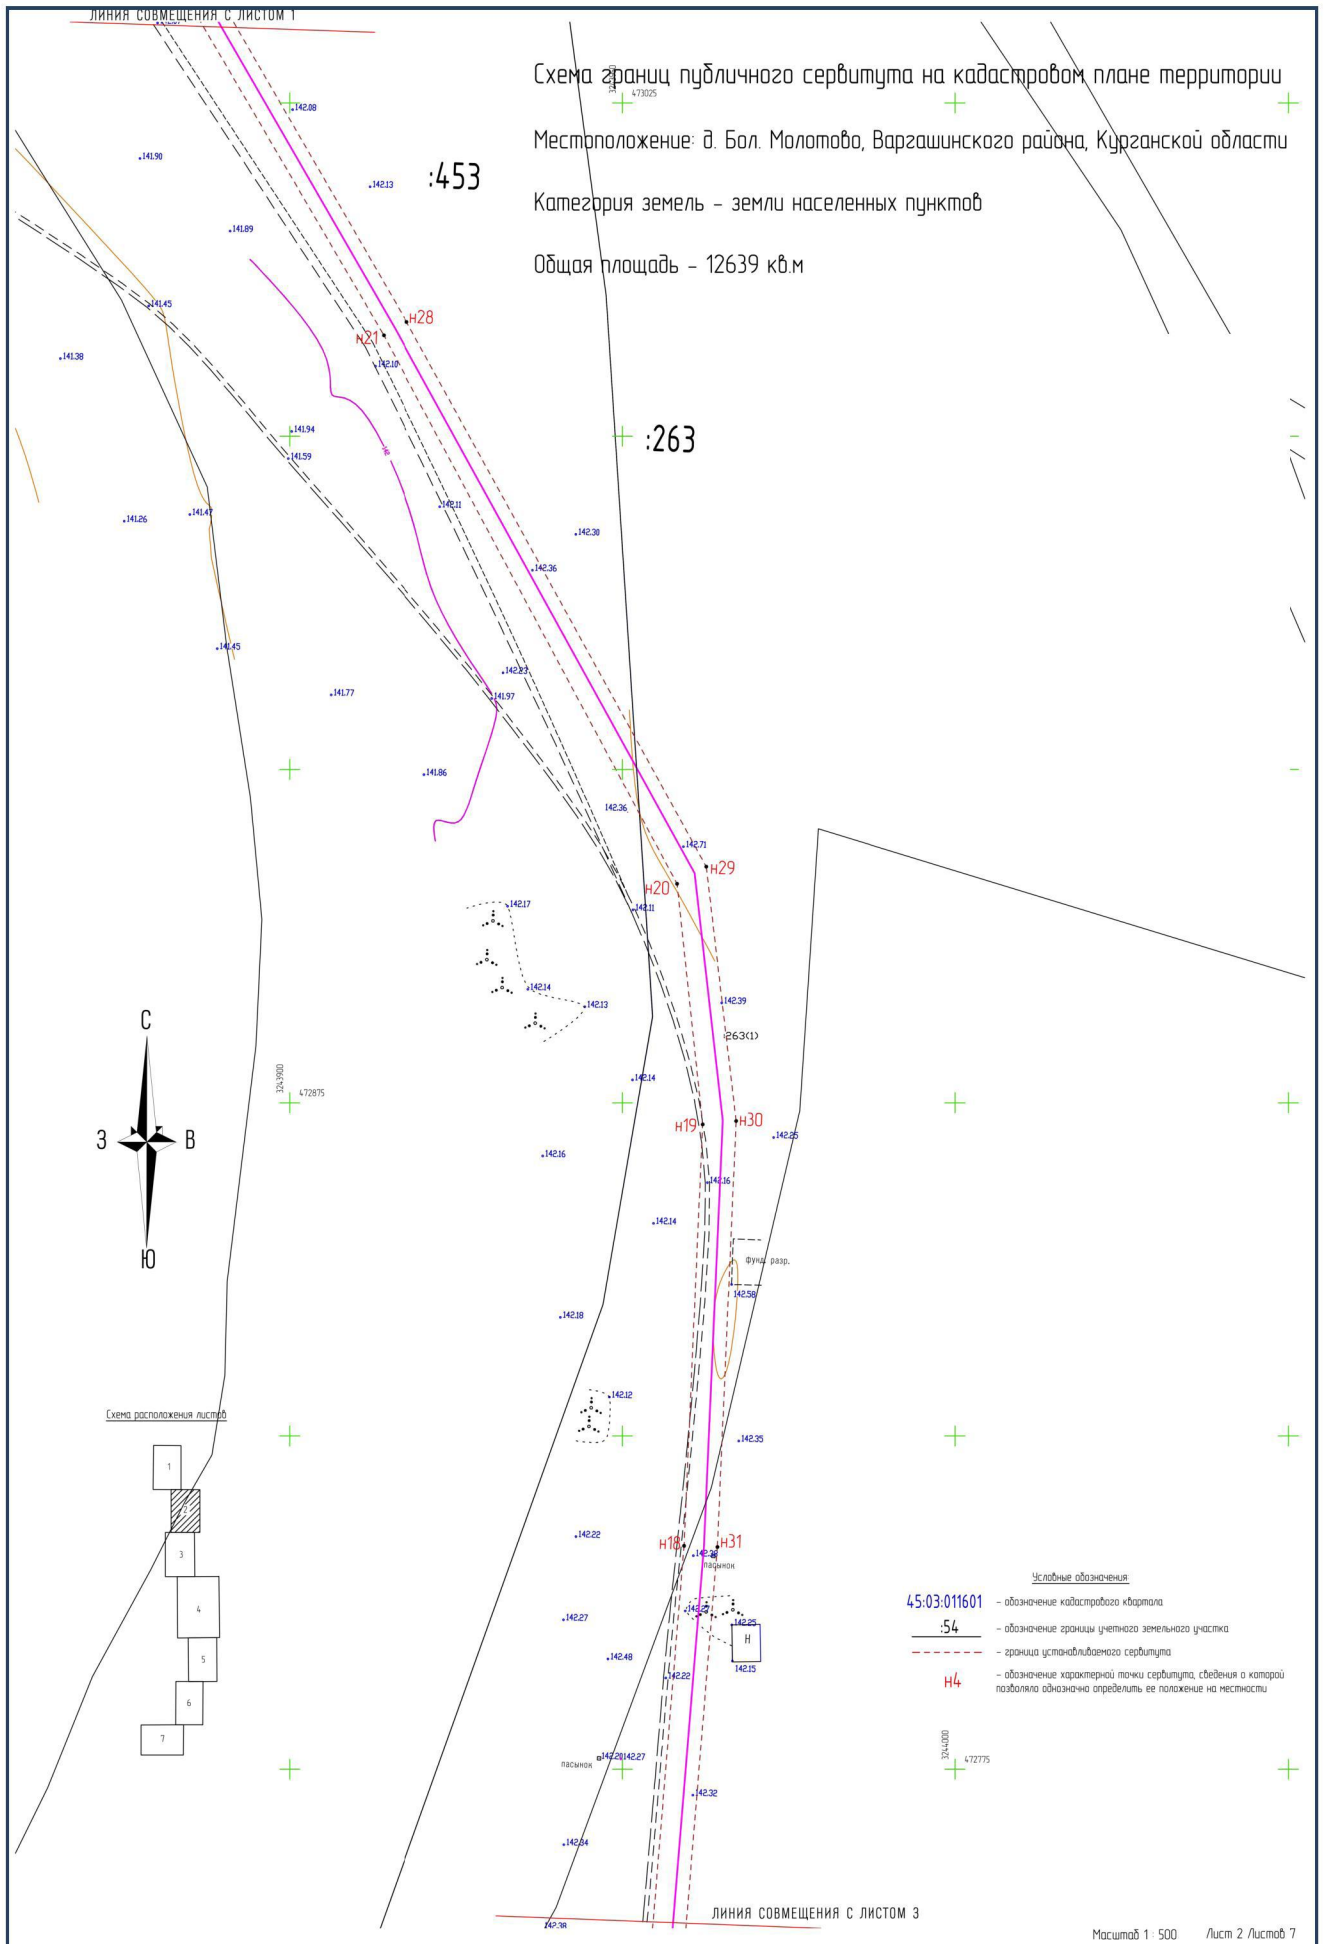 ЛИНИЯ СОВМЕЩЕНИЯ С ЛИСТОМ 1
Схема границ публичного сервитута на кадастровом плане территории
473025
142.08
Местоположение: д. Бол. Молотово, Варгашинского района, Курганской области
141.90
:453
142.13
Категория земель - земли населенных пунктов
141.89
Общая площадь - 12639 кв.м
141.45
н28
н21
141.38
142.10
141.94
:263
141.59
140
142.11
141.47
141.26
142.30
142.36
141.45
142.23
141.77
141.97
141.86
142.36
142.71
н29
н20
142.17
142.11
142.14
142.39
142.13
С
:263(1)
142.14
3243900
472875
н30
н19
142.25
З
В
142.16
142.16
142.14
Ю
Фунд. разр.
142.58
142.18
142.12
Схема расположения листов
142.35
1
2
142.22
н18
н31
3
пасынок
Условные обозначения:
45:03:011601 - обозначение кадастрового квартала
4
142.27
142.27
142.25
:54 - обозначение границы учетного земельного участка
Н
- граница устанавливаемого сервитута
5
142.48
142.15
142.22
н4 - обозначение характерной точки сервитута, сведения о которой
позволяло однозначно определить ее положение на местности
6
7
3244000
472775
142.20
142.27
пасынок
142.32
142.34
ЛИНИЯ СОВМЕЩЕНИЯ С ЛИСТОМ 3
142.38
Масштаб 1 : 500
Лист 2 Листов 7